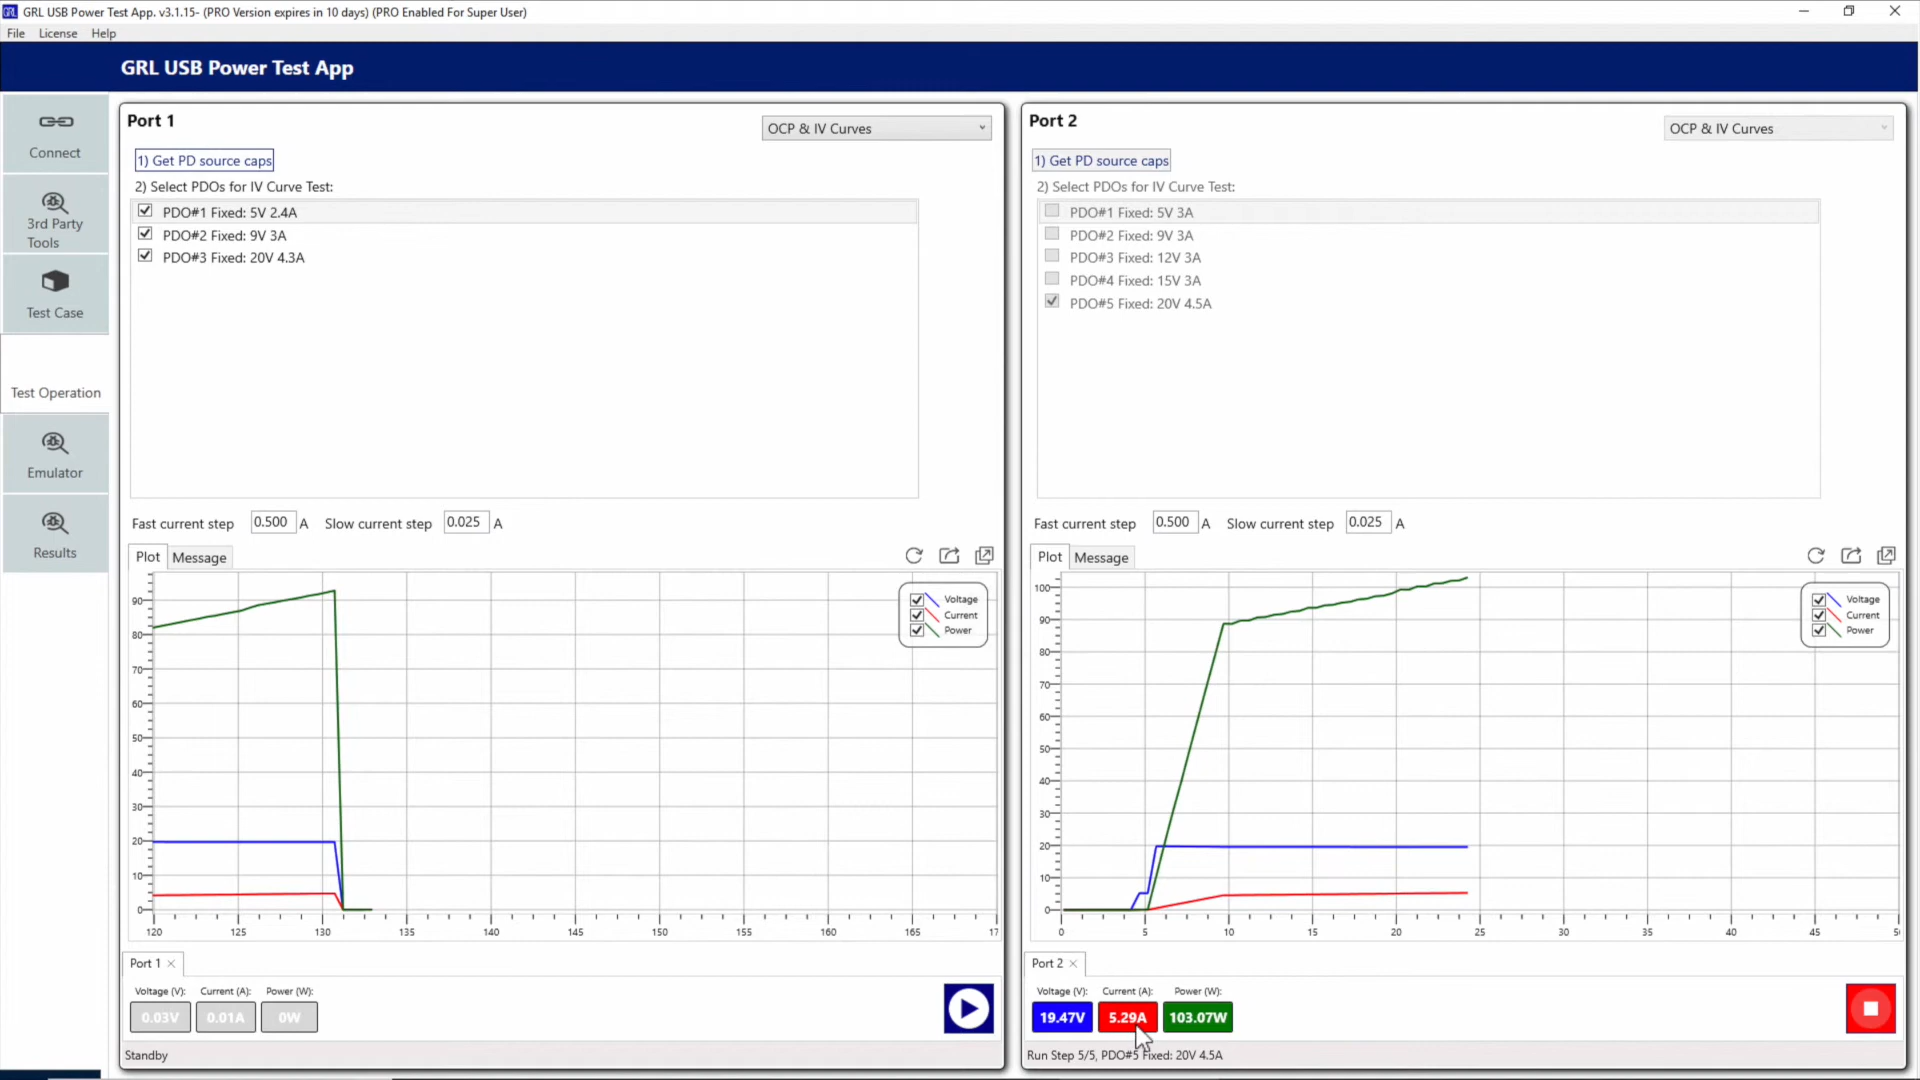 GRL USB Power Test App. v3.1.15- (PRO Version expires in 10 days) (PRO Enabled For Super User)
File License Help
GRL USB Power Test App
Connect
3rd Party
Tools
Test Case
Test Operation
Emulator
Results
Port 1
OCP & IV Curves
1) Get PD source caps
2) Select PDOs for IV Curve Test:
PDO#1 Fixed: 5V 2.4A
PDO#2 Fixed: 9V 3A
PDO#3 Fixed: 20V 4.3A
Fast current step 0.500 A Slow current step 0.025 A
Plot Message
Voltage
Current
Power
90
80
70
60
50
40
30
20
10
0
120 125 130 135 140 145 150 155 160 165 17
Port 1
Voltage (V): Current (A): Power (W):
0.03V 0.01A 0W
Standby
Port 2
OCP & IV Curves
1) Get PD source caps
2) Select PDOs for IV Curve Test:
PDO#1 Fixed: 5V 3A
PDO#2 Fixed: 9V 3A
PDO#3 Fixed: 12V 3A
PDO#4 Fixed: 15V 3A
PDO#5 Fixed: 20V 4.5A
Fast current step 0.500 A Slow current step 0.025 A
Plot Message
Voltage
Current
Power
100
90
80
70
60
50
40
30
20
10
0
0 5 10 15 20 25 30 35 40 45 5
Port 2
Voltage (V): Current (A): Power (W):
19.47V 5.29A 103.07W
Run Step 5/5, PDO#5 Fixed: 20V 4.5A